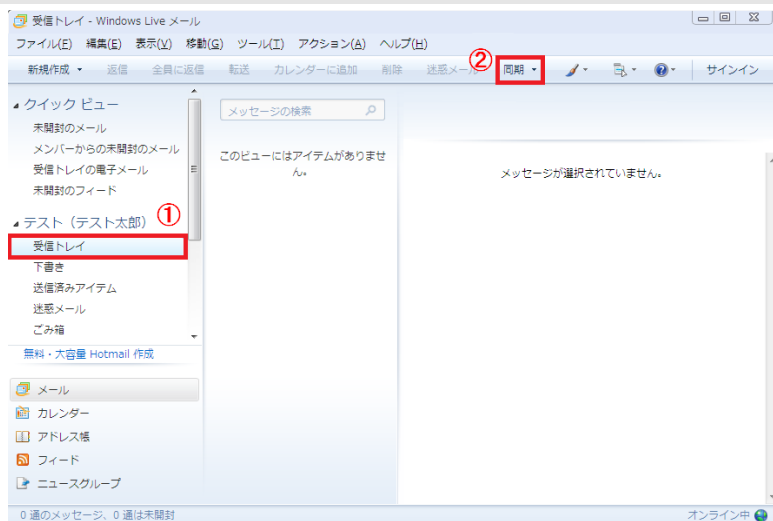 受信トレイ - Windows Live メール
ファイル(F) 編集(E) 表示(V) 移動(G) ツール(T) アクション(A) ヘルプ(H)
新規作成 返信 全員に返信 転送 カレンダーに追加 削除 迷惑メール ② 同期 サインイン
クイック ビュー
未開封のメール
メンバーからの未開封のメール
受信トレイの電子メール
未開封のフィード
テスト（テスト太郎） ①
受信トレイ
下書き
送信済みアイテム
迷惑メール
ごみ箱
無料・大容量 Hotmail 作成
メール
カレンダー
アドレス帳
フィード
ニュースグループ
メッセージの検索
このビューにはアイテムがありませ
ん。
メッセージが選択されていません。
0 通のメッセージ、0 通は未開封
オンライン中